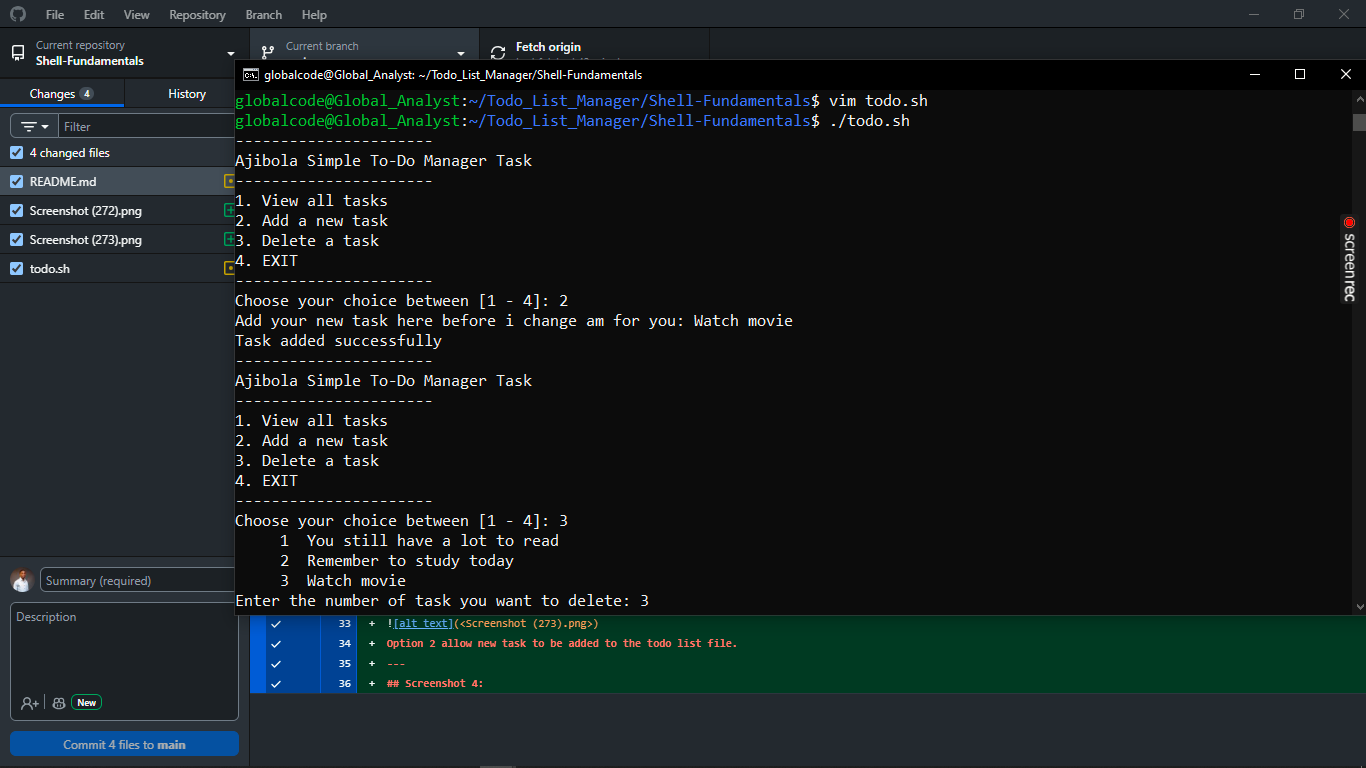 File Edit View Repository Branch Help
Current repository
Shell-Fundamentals
Current branch
Fetch origin
Changes 4 History
Filter
4 changed files
README.md
Screenshot (272).png
Screenshot (273).png
todo.sh
globalcode@Global_Analyst: ~/Todo_List_Manager/Shell-Fundamentals
globalcode@Global_Analyst:~/Todo_List_Manager/Shell-Fundamentals$ vim todo.sh
globalcode@Global_Analyst:~/Todo_List_Manager/Shell-Fundamentals$ ./todo.sh
----------------------
Ajibola Simple To-Do Manager Task
----------------------
1. View all tasks
2. Add a new task
3. Delete a task
4. EXIT
----------------------
Choose your choice between [1 - 4]: 2
Add your new task here before i change am for you: Watch movie
Task added successfully
----------------------
Ajibola Simple To-Do Manager Task
----------------------
1. View all tasks
2. Add a new task
3. Delete a task
4. EXIT
----------------------
Choose your choice between [1 - 4]: 3
1 You still have a lot to read
2 Remember to study today
3 Watch movie
Enter the number of task you want to delete: 3
screenrec
Summary (required)
Description
New
Commit 4 files to main
33 + ![alt text](<Screenshot (273).png>)
34 + Option 2 allow new task to be added to the todo list file.
35 + ---
36 + ## Screenshot 4: